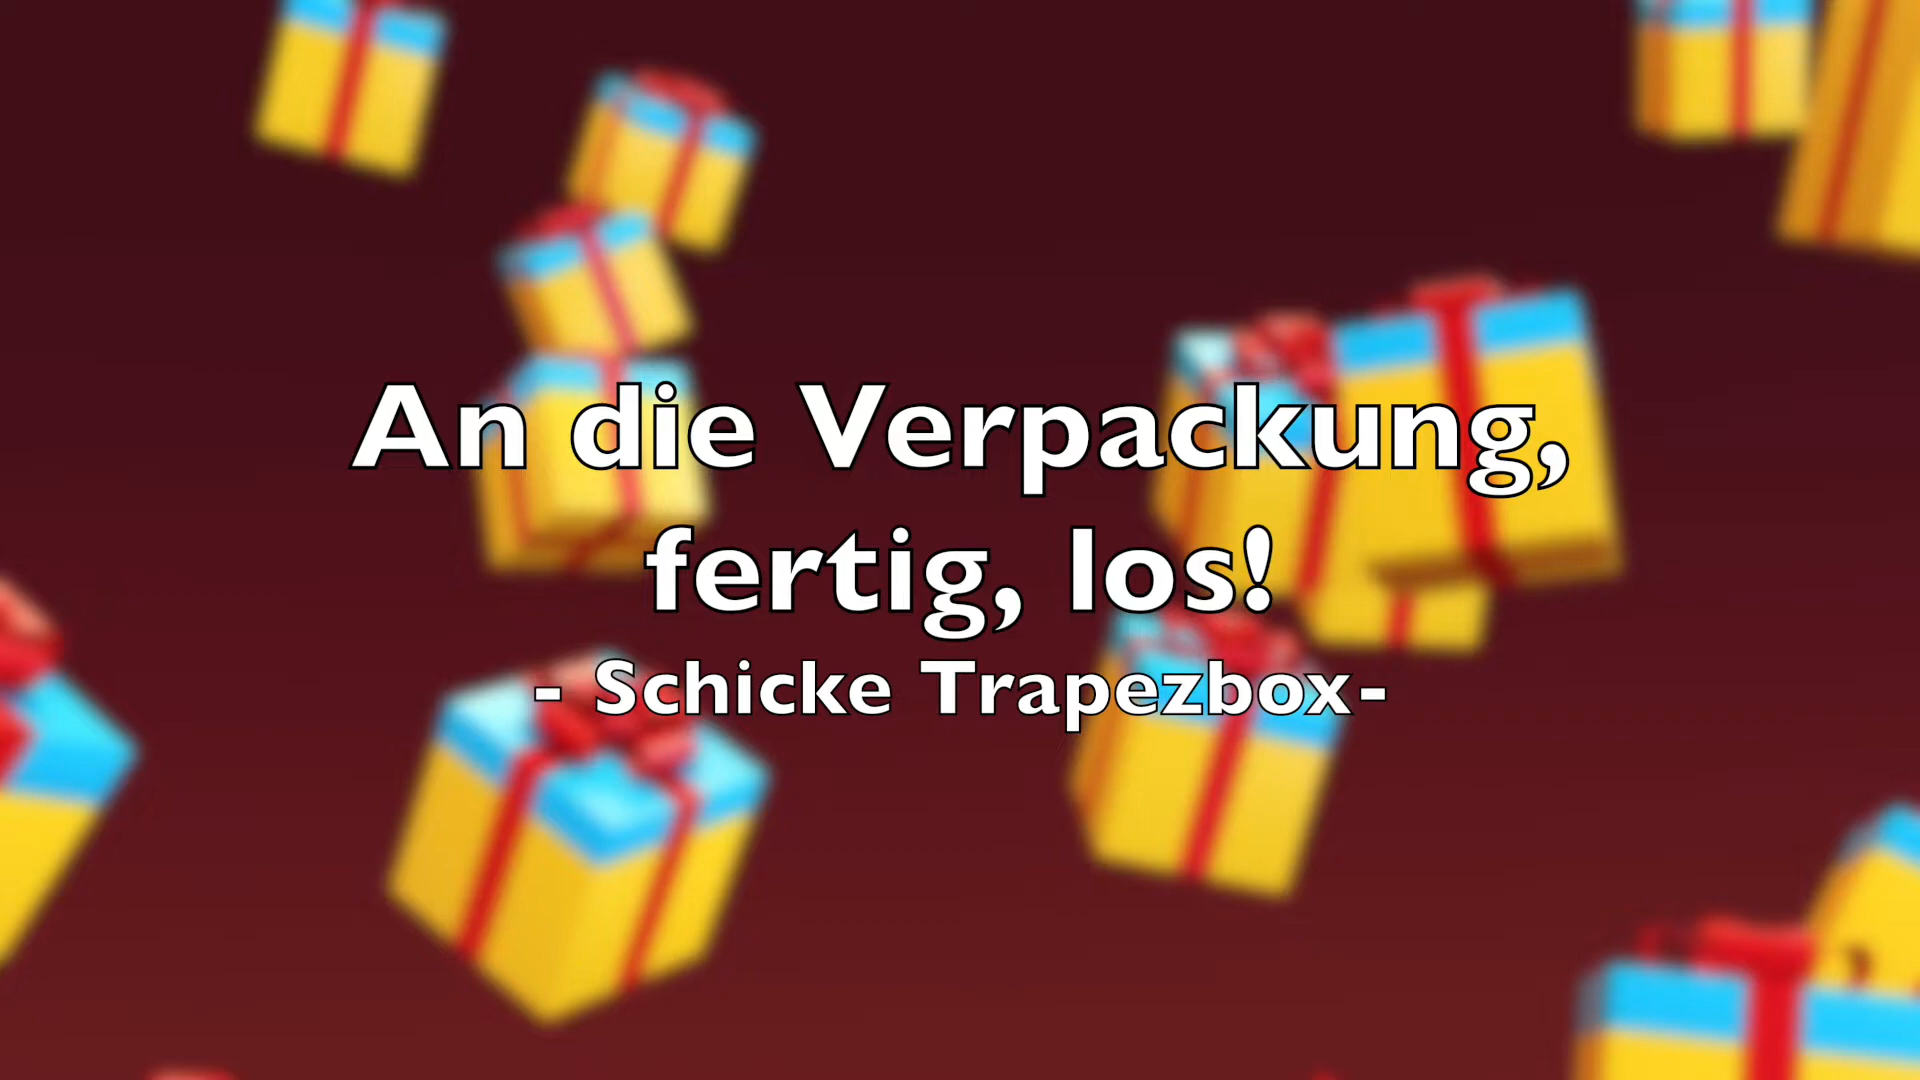 An die Verpackung,
fertig, los!
- Schicke Trapezbox-